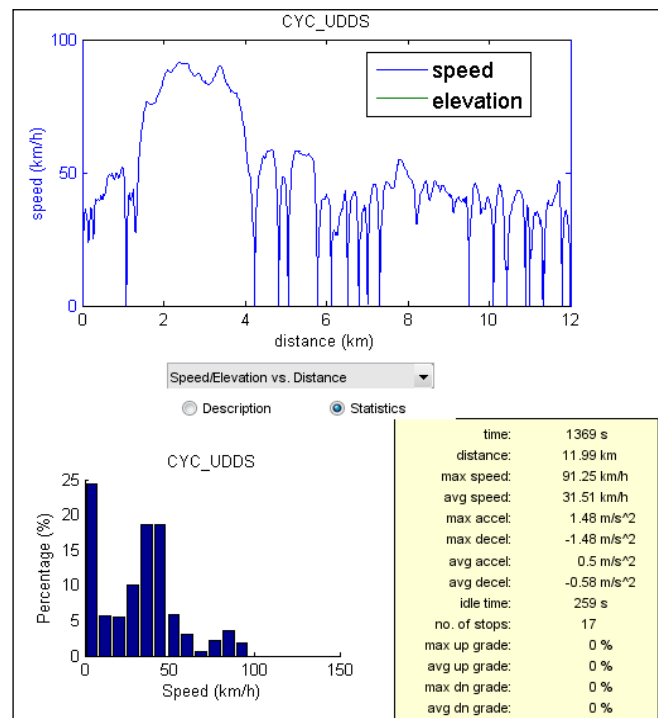 CYC_UDDS
100
50
0
speed (km/h)
speed
elevation
0 2 4 6 8 10 12
distance (km)
Speed/Elevation vs. Distance
Description Statistics
CYC_UDDS
25
20
15
10
5
0
Percentage (%)
0 50 100 150
Speed (km/h)
time: 1369 s
distance: 11.99 km
max speed: 91.25 km/h
avg speed: 31.51 km/h
max accel: 1.48 m/s^2
max decel: -1.48 m/s^2
avg accel: 0.5 m/s^2
avg decel: -0.58 m/s^2
idle time: 259 s
no. of stops: 17
max up grade: 0 %
avg up grade: 0 %
max dn grade: 0 %
avg dn grade: 0 %